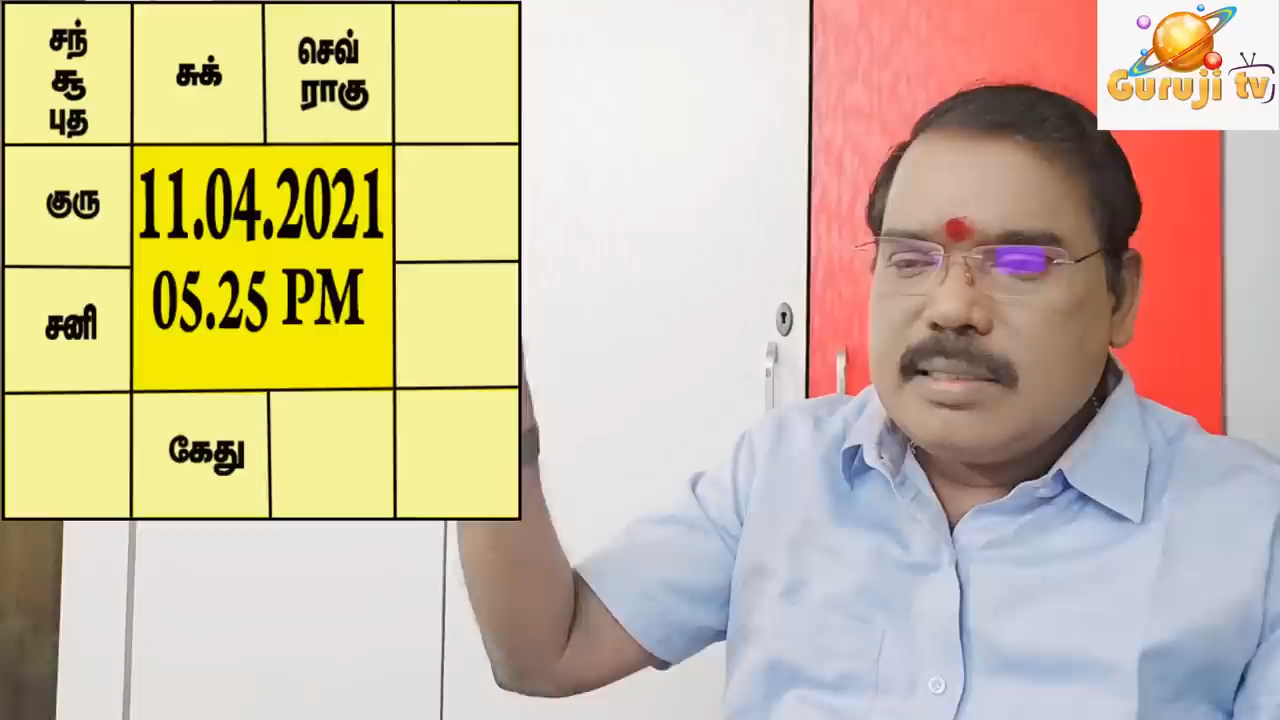 சந்
சூ
புத
சுக்
செவ்
ராகு
Guruji tv
குரு
11.04.2021
05.25 PM
சனி
கேது